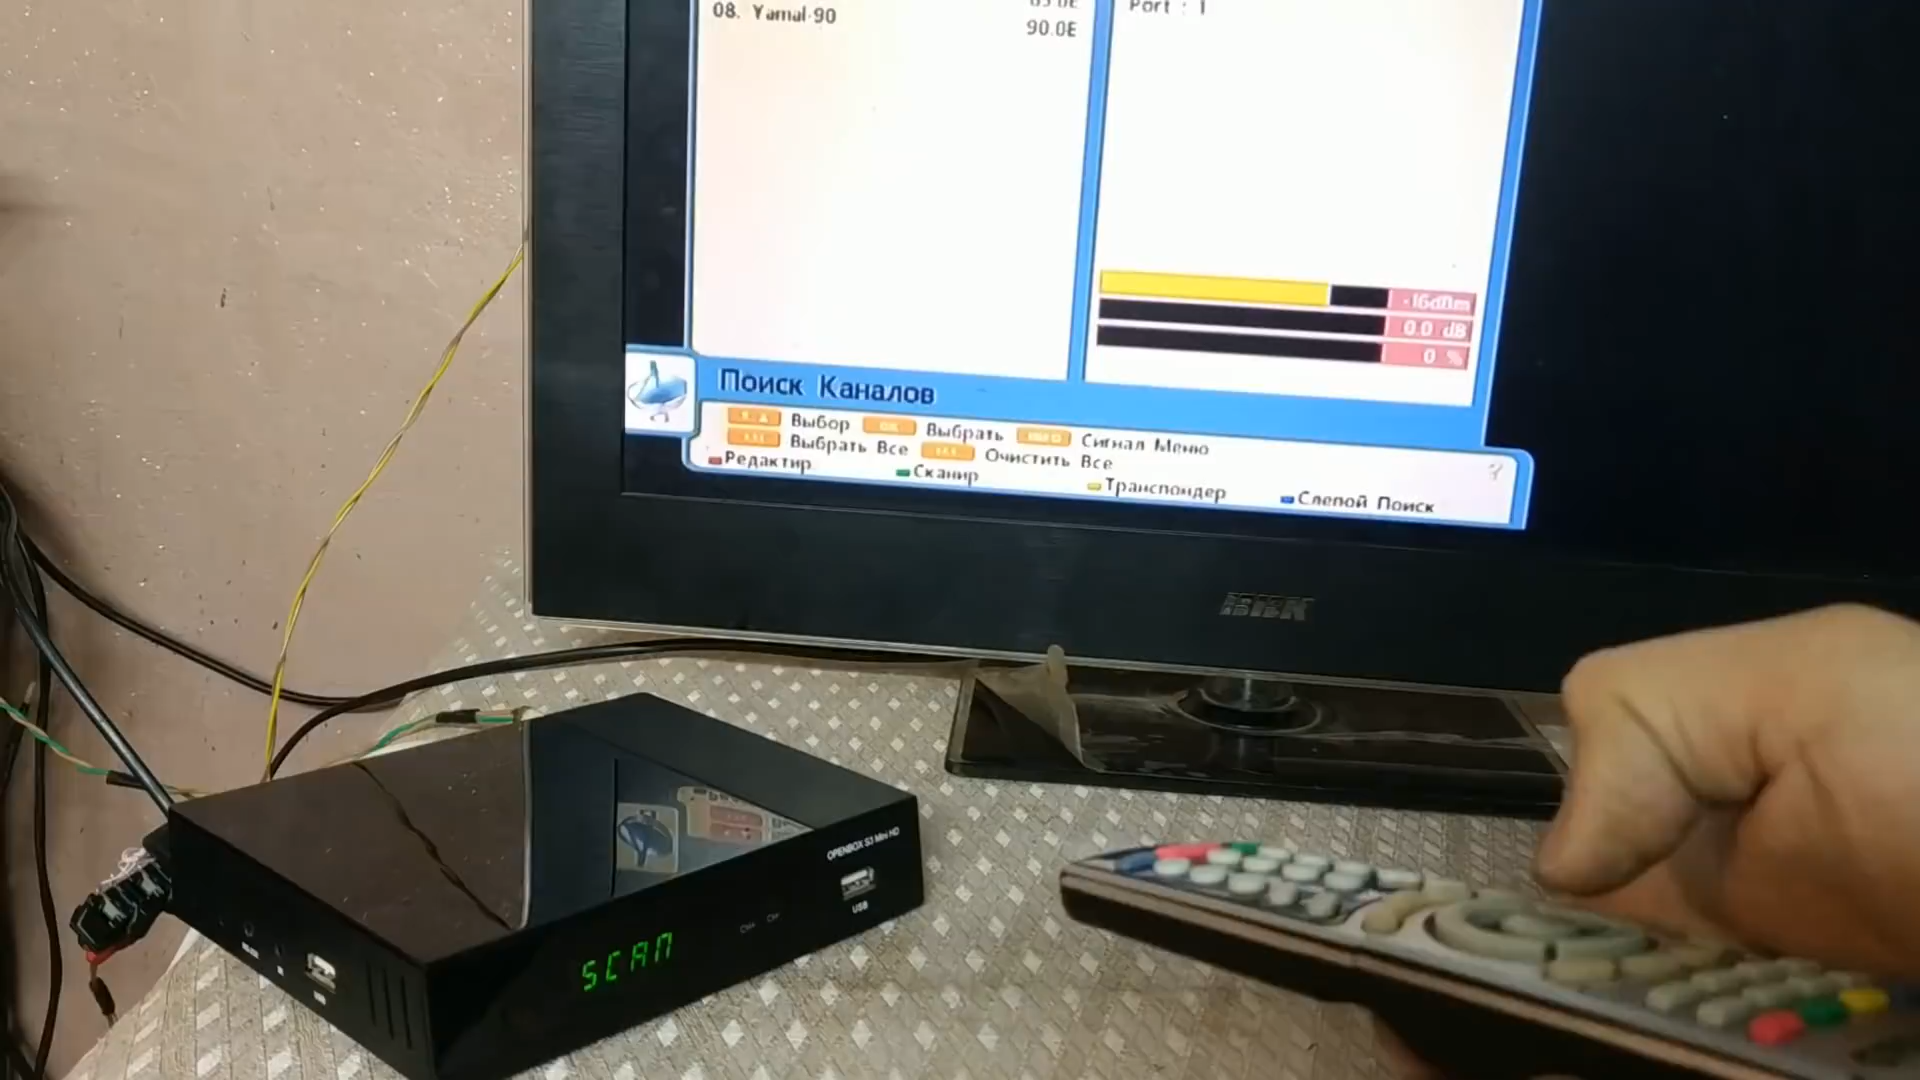 08. Yamal-90
90.0E
Port : 1
-16dBm
0.0 dB
0 %
Поиск Каналов
Выбор
Выбрать
Сигнал Меню
Выбрать Все
Очистить Все
Редактир
Сканир
Транспондер
Слепой Поиск
?
BBK
OPENBOX S3 Mini HD
USB
SCAN